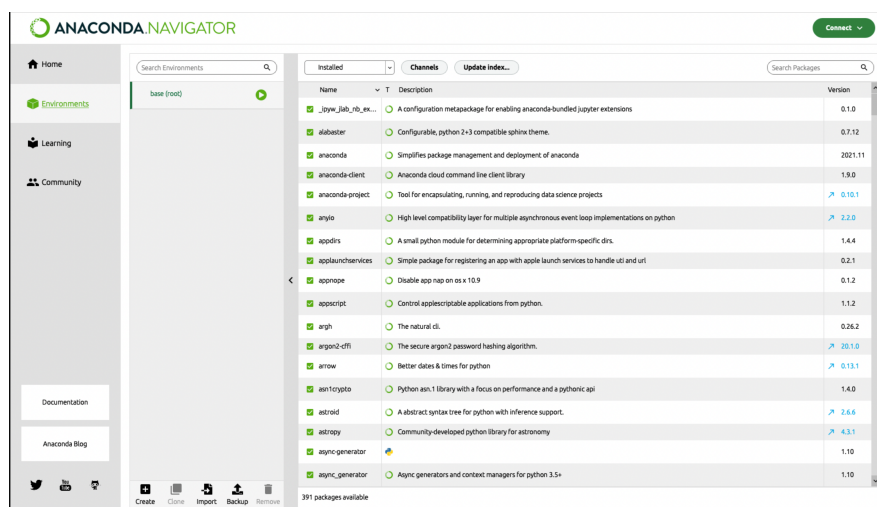 ANACONDA.NAVIGATOR
Connect
Home
Environments
Learning
Community
Documentation
Anaconda Blog
You Tube
Search Environments
base (root)
Create Clone Import Backup Remove
Installed Channels Update index... Search Packages
Name T Description Version
_ipyw_jlab_nb_ex... A configuration metapackage for enabling anaconda-bundled jupyter extensions 0.1.0
alabaster Configurable, python 2+3 compatible sphinx theme. 0.7.12
anaconda Simplifies package management and deployment of anaconda 2021.11
anaconda-client Anaconda cloud command line client library 1.9.0
anaconda-project Tool for encapsulating, running, and reproducing data science projects 0.10.1
anyio High level compatibility layer for multiple asynchronous event loop implementations on python 2.2.0
appdirs A small python module for determining appropriate platform-specific dirs. 1.4.4
applaunchservices Simple package for registering an app with apple launch services to handle uti and url 0.2.1
appnope Disable app nap on os x 10.9 0.1.2
appscript Control applescriptable applications from python. 1.1.2
argh The natural cli. 0.26.2
argon2-cffi The secure argon2 password hashing algorithm. 20.1.0
arrow Better dates & times for python 0.13.1
asn1crypto Python asn.1 library with a focus on performance and a pythonic api 1.4.0
astroid A abstract syntax tree for python with inference support. 2.6.6
astropy Community-developed python library for astronomy 4.3.1
async-generator 1.10
async_generator Async generators and context managers for python 3.5+ 1.10
391 packages available